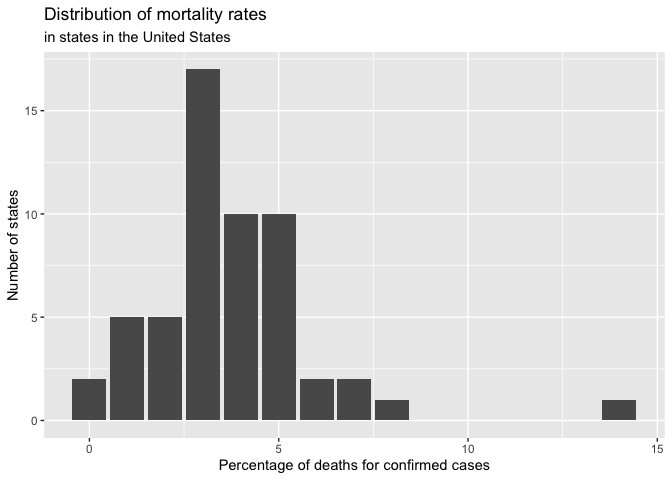 Distribution of mortality rates
in states in the United States
Number of states
15
10
5
0
0 5 10 15
Percentage of deaths for confirmed cases